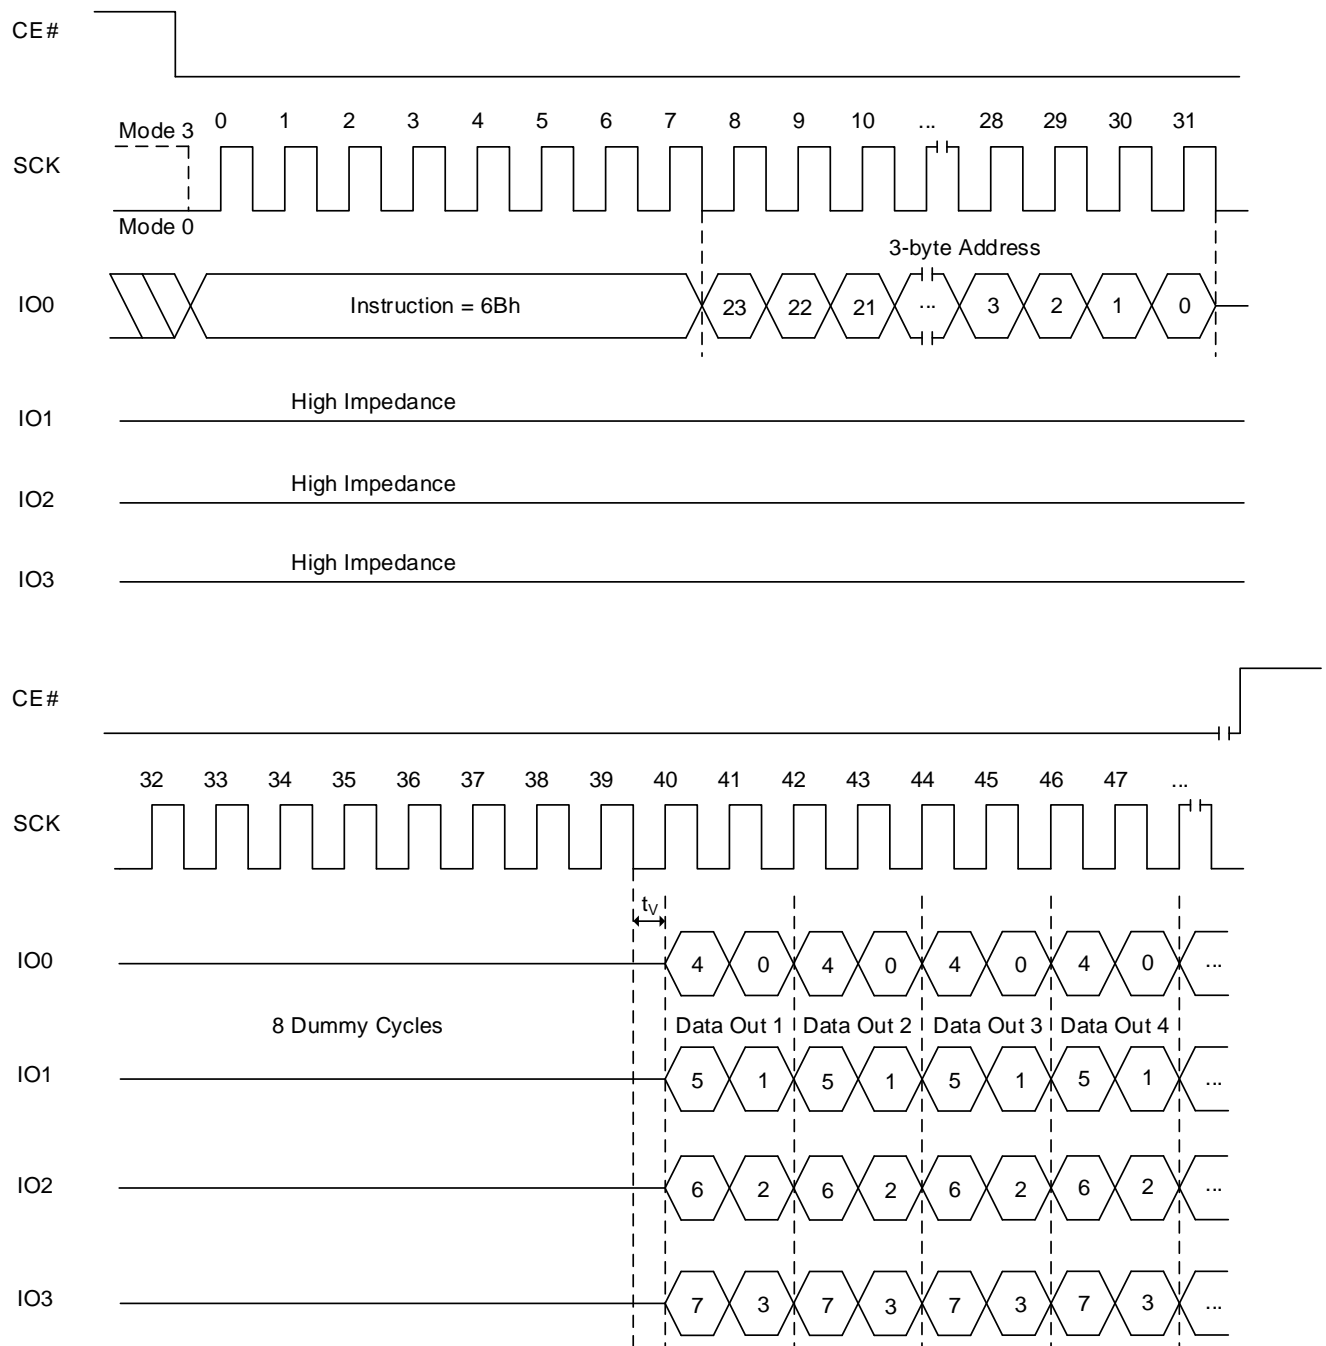 CE#
Mode 3 0 1 2 3 4 5 6 7 8 9 10 ... 28 29 30 31
SCK
Mode 0
3-byte Address
IO0 Instruction = 6Bh 23 22 21 ... 3 2 1 0
High Impedance
IO1
High Impedance
IO2
High Impedance
IO3
CE#
32 33 34 35 36 37 38 39 40 41 42 43 44 45 46 47 ...
SCK
tV
IO0 4 0 4 0 4 0 4 0 ...
8 Dummy Cycles Data Out 1 Data Out 2 Data Out 3 Data Out 4
IO1 5 1 5 1 5 1 5 1 ...
IO2 6 2 6 2 6 2 6 2 ...
IO3 7 3 7 3 7 3 7 3 ...